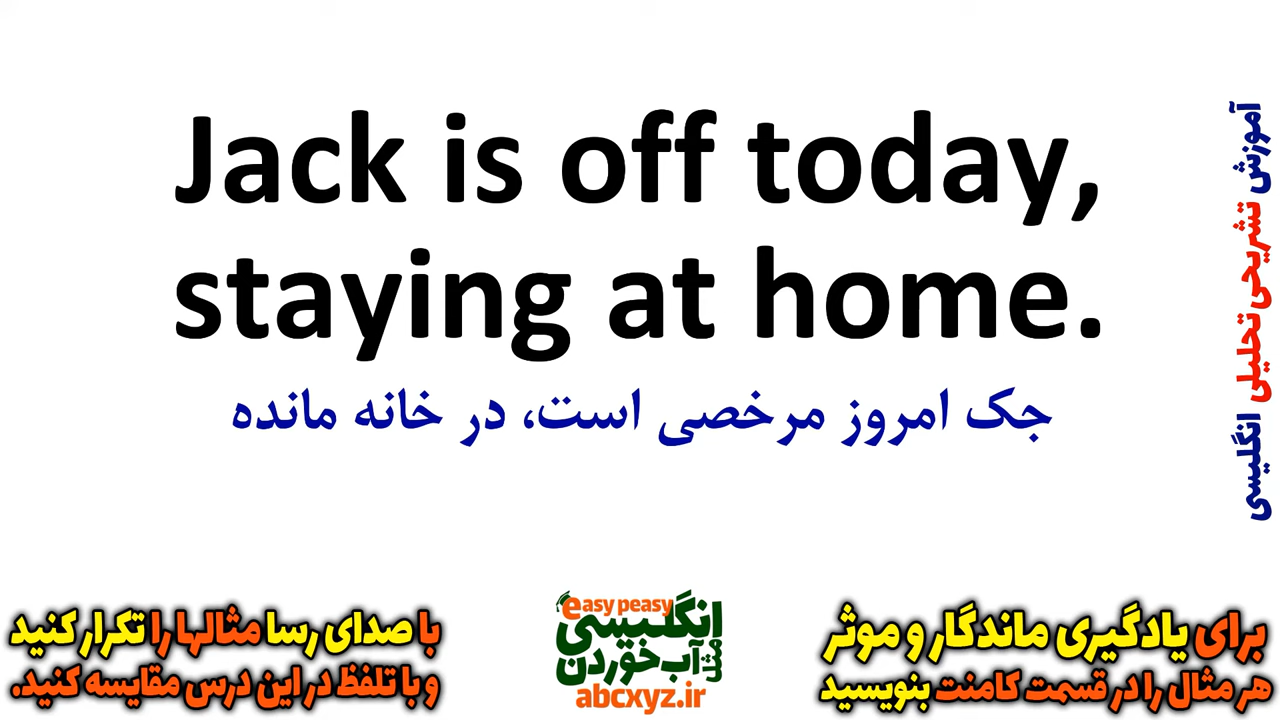 Jack is off today,
staying at home.
جک امروز مرخصی است، در خانه مانده
آموزش تشریحی تحلیلی انگلیسی
برای یادگیری ماندگار و موثر
هر مثال را در قسمت کامنت بنویسید
easy peasy
انگلیسی
مثل آب خوردن
abcxyz.ir
با صدای رسا مثالها را تکرار کنید
و با تلفظ در این درس مقایسه کنید.